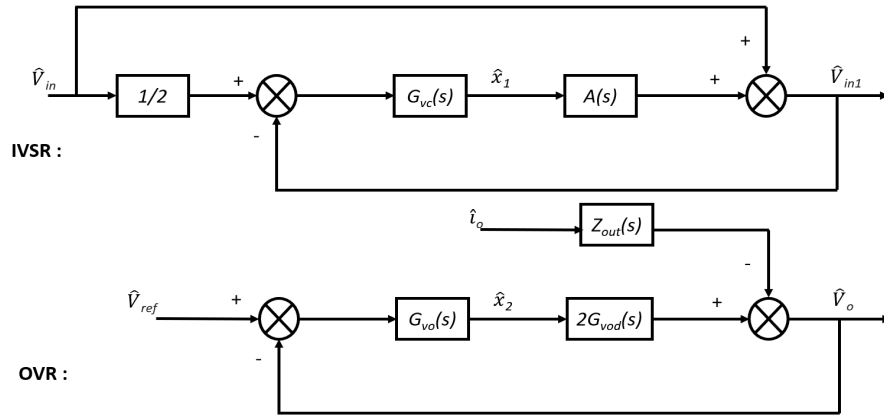 +
V̂in
1/2
+
Gvc(s)
x̂1
A(s)
+
V̂in1
-
IVSR :
îo
Zout(s)
-
V̂ref
+
Gvo(s)
x̂2
2Gvod(s)
+
V̂o
-
OVR :